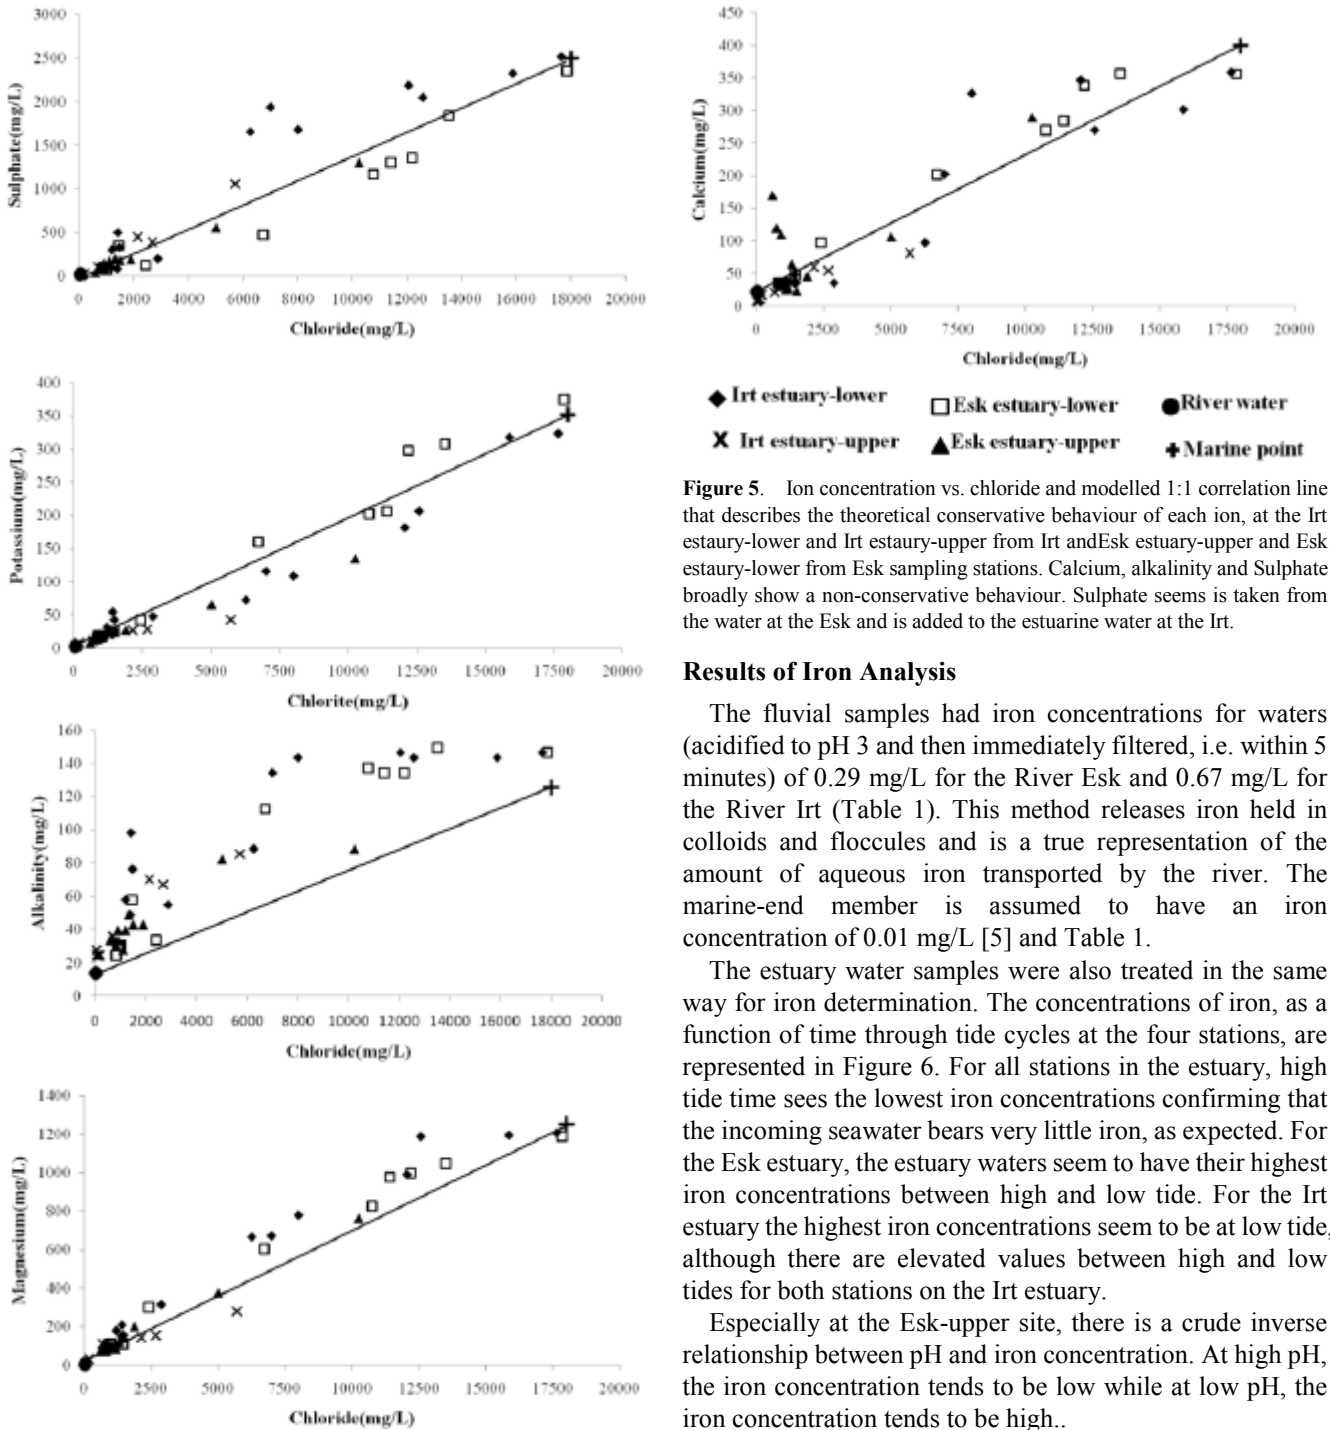 Sulphate(mg/L)
3000
2500
2000
1500
1000
500
0
0 2000 4000 6000 8000 10000 12000 14000 16000 18000 20000
Chloride(mg/L)
Potassium(mg/L)
400
350
300
250
200
150
100
50
0
0 2500 5000 7500 10000 12500 15000 17500 20000
Chlorite(mg/L)
Alkalinity(mg/L)
160
140
120
100
80
60
40
20
0
0 2000 4000 6000 8000 10000 12000 14000 16000 18000 20000
Chloride(mg/L)
Magnesium(mg/L)
1400
1200
1000
800
600
400
200
0
0 2500 5000 7500 10000 12500 15000 17500 20000
Chloride(mg/L)
Calcium(mg/L)
450
400
350
300
250
200
150
100
50
0
0 2500 5000 7500 10000 12500 15000 17500 20000
Chloride(mg/L)
Irt estuary-lower Esk estuary-lower River water
Irt estuary-upper Esk estuary-upper Marine point
Figure 5. Ion concentration vs. chloride and modelled 1:1 correlation line
that describes the theoretical conservative behaviour of each ion, at the Irt
estaury-lower and Irt estaury-upper from Irt andEsk estuary-upper and Esk
estaury-lower from Esk sampling stations. Calcium, alkalinity and Sulphate
broadly show a non-conservative behaviour. Sulphate seems is taken from
the water at the Esk and is added to the estuarine water at the Irt.
Results of Iron Analysis
The fluvial samples had iron concentrations for waters
(acidified to pH 3 and then immediately filtered, i.e. within 5
minutes) of 0.29 mg/L for the River Esk and 0.67 mg/L for
the River Irt (Table 1). This method releases iron held in
colloids and floccules and is a true representation of the
amount of aqueous iron transported by the river. The
marine-end member is assumed to have an iron
concentration of 0.01 mg/L [5] and Table 1.
The estuary water samples were also treated in the same
way for iron determination. The concentrations of iron, as a
function of time through tide cycles at the four stations, are
represented in Figure 6. For all stations in the estuary, high
tide time sees the lowest iron concentrations confirming that
the incoming seawater bears very little iron, as expected. For
the Esk estuary, the estuary waters seem to have their highest
iron concentrations between high and low tide. For the Irt
estuary the highest iron concentrations seem to be at low tide,
although there are elevated values between high and low
tides for both stations on the Irt estuary.
Especially at the Esk-upper site, there is a crude inverse
relationship between pH and iron concentration. At high pH,
the iron concentration tends to be low while at low pH, the
iron concentration tends to be high..